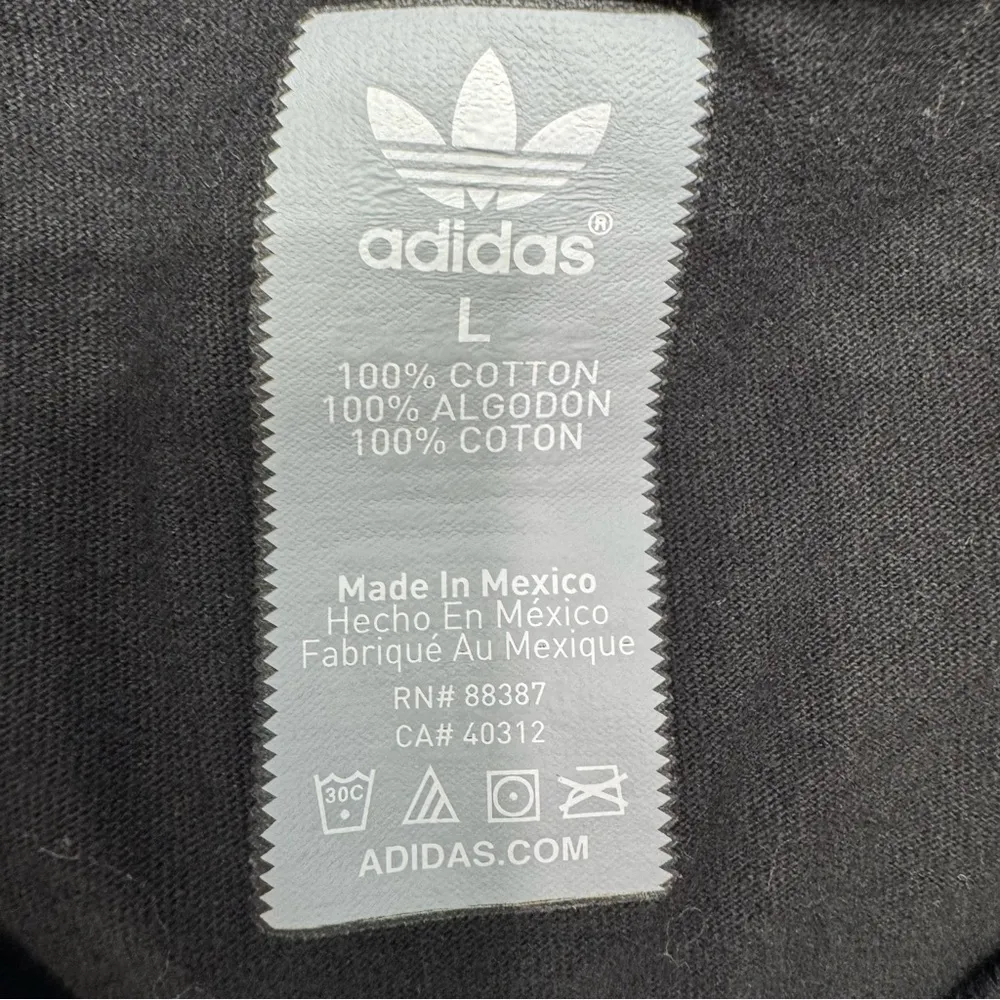 adidas®
L
100% COTTON
100% ALGODÓN
100% COTON
Made In Mexico
Hecho En México
Fabriqué Au Mexique
RN# 88387
CA# 40312
30C
ADIDAS.COM